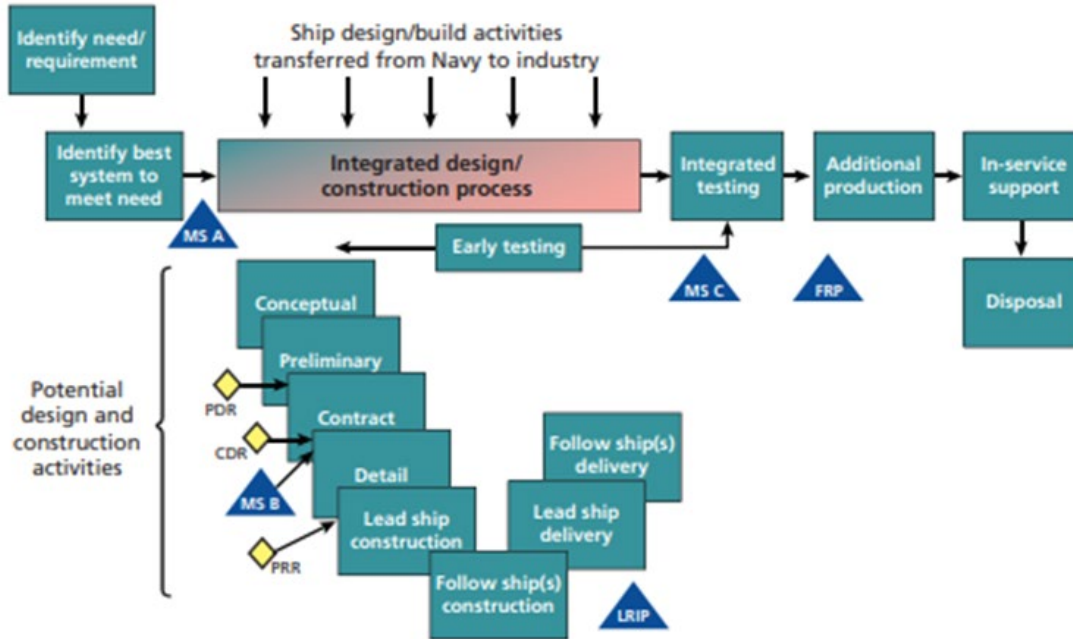 Identify need/
requirement
Ship design/build activities
transferred from Navy to industry
Identify best
system to
meet need
Integrated design/
construction process
Integrated
testing
Additional
production
In-service
support
MS A
Early testing
MS C
FRP
Disposal
Conceptual
Preliminary
PDR
Contract
CDR
Potential
design and
construction
activities
Detail
MS B
Lead ship
construction
PRR
Follow ship(s)
construction
Follow ship(s)
delivery
Lead ship
delivery
LRIP